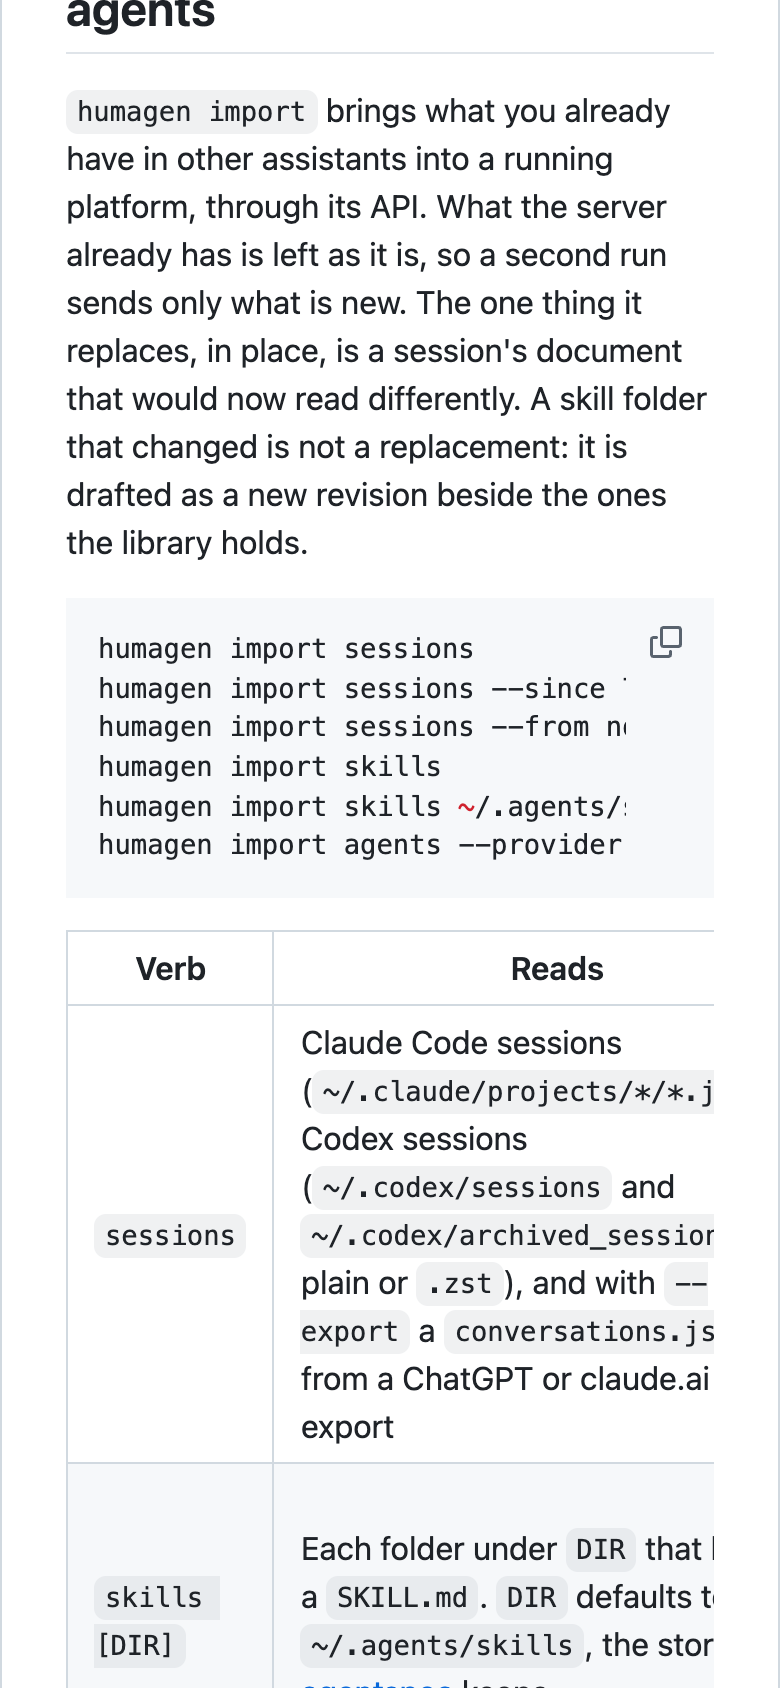 agents
humagen import brings what you already
have in other assistants into a running
platform, through its API. What the server
already has is left as it is, so a second run
sends only what is new. The one thing it
replaces, in place, is a session's document
that would now read differently. A skill folder
that changed is not a replacement: it is
drafted as a new revision beside the ones
the library holds.
humagen import sessions
humagen import sessions --since
humagen import sessions --from
humagen import skills
humagen import skills ~/.agents/
humagen import agents --provider
Verb Reads
Claude Code sessions
(~/.claude/projects/*/*.j
Codex sessions
(~/.codex/sessions and
sessions
~/.codex/archived_session
plain or .zst), and with --
export a conversations.js
from a ChatGPT or claude.ai
export
Each folder under DIR that
skills
a SKILL.md. DIR defaults
[DIR]
~/.agents/skills, the stor